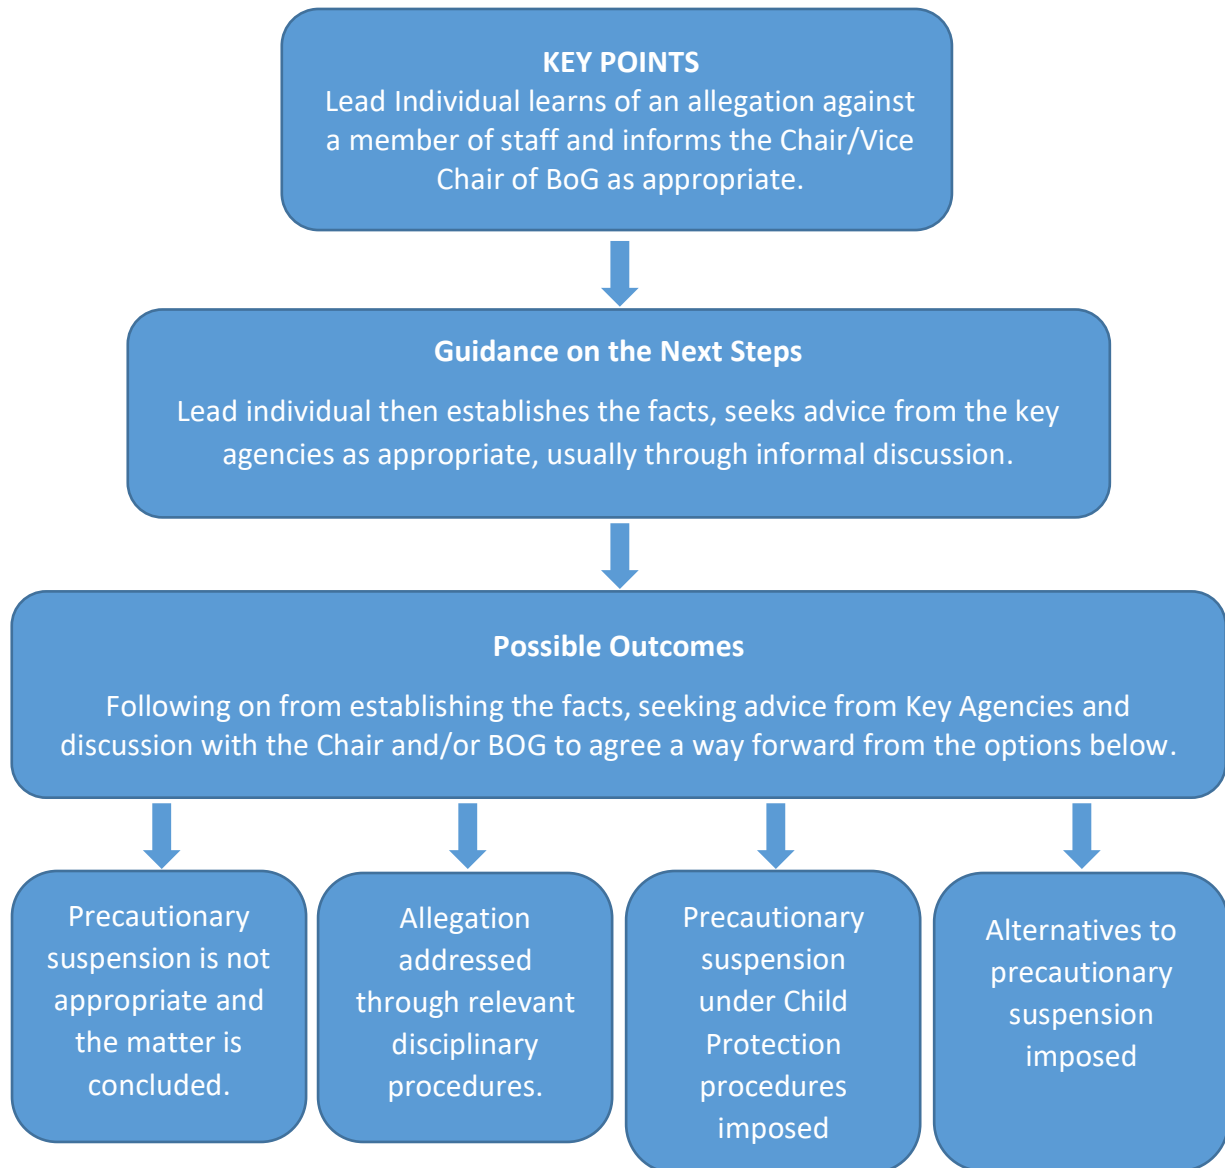 KEY POINTS
Lead Individual learns of an allegation against
a member of staff and informs the Chair/Vice
Chair of BoG as appropriate.
Guidance on the Next Steps
Lead individual then establishes the facts, seeks advice from the key
agencies as appropriate, usually through informal discussion.
Possible Outcomes
Following on from establishing the facts, seeking advice from Key Agencies and
discussion with the Chair and/or BOG to agree a way forward from the options below.
Precautionary
suspension is not
appropriate and
the matter is
concluded.
Allegation
addressed
through relevant
disciplinary
procedures.
Precautionary
suspension
under Child
Protection
procedures
imposed
Alternatives to
precautionary
suspension
imposed